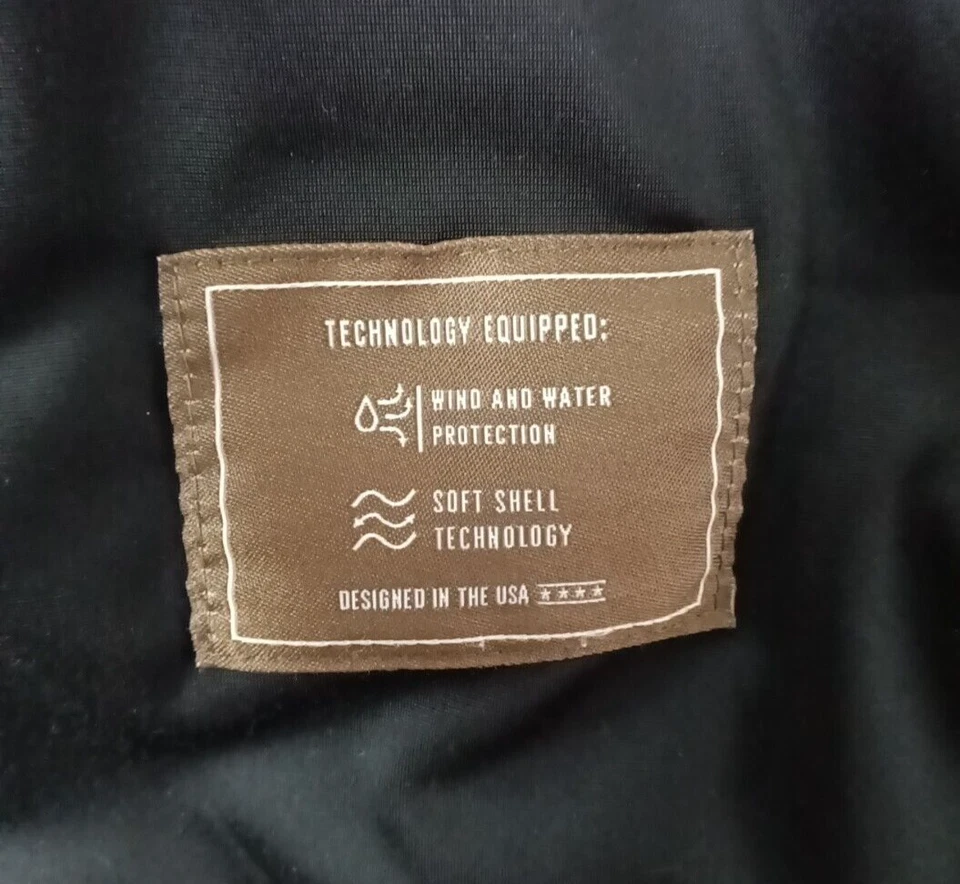 TECHNOLOGY EQUIPPED:
WIND AND WATER
PROTECTION
SOFT SHELL
TECHNOLOGY
DESIGNED IN THE USA